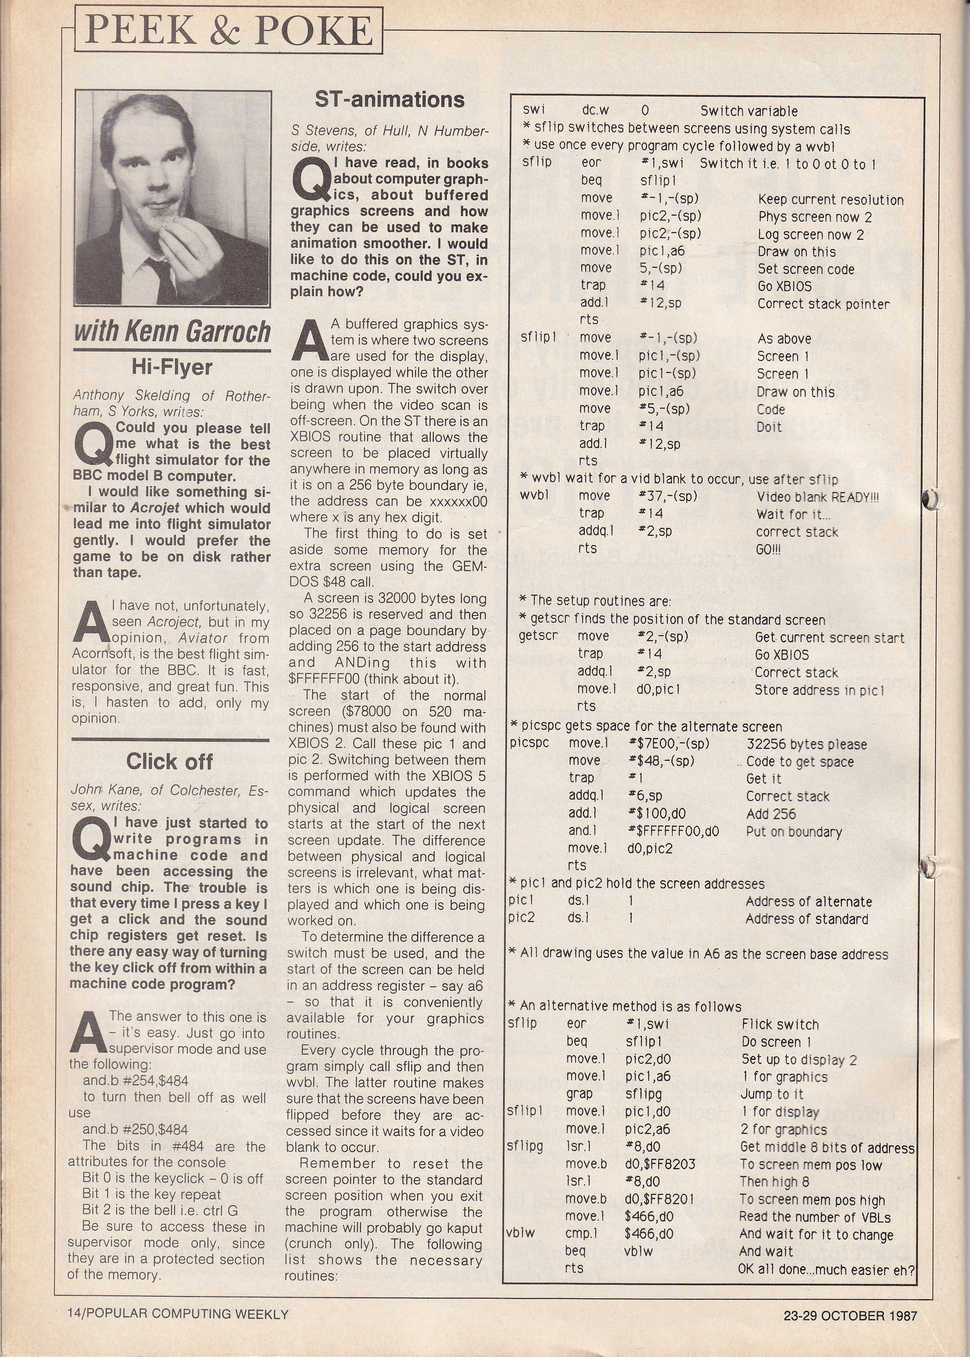 PEEK & POKE
with Kenn Garroch
Hi-Flyer
Anthony Skelding of Rother-
ham, S Yorks, writes:
Q Could you please tell
me what is the best
flight simulator for the
BBC model B computer.
I would like something si-
milar to Acrojet which would
lead me into flight simulator
gently. I would prefer the
game to be on disk rather
than tape.
A I have not, unfortunately,
seen Acroject, but in my
opinion, Aviator from
Acornsoft, is the best flight sim-
ulator for the BBC. It is fast,
responsive, and great fun. This
is, I hasten to add, only my
opinion.
Click off
John Kane, of Colchester, Es-
sex, writes:
Q I have just started to
write programs in
machine code and
have been accessing the
sound chip. The trouble is
that every time I press a key I
get a click and the sound
chip registers get reset. Is
there any easy way of turning
the key click off from within a
machine code program?
A The answer to this one is
– it's easy. Just go into
supervisor mode and use
the following:
and.b #254,$484
to turn then bell off as well
use
and.b #250,$484
The bits in #484 are the
attributes for the console
Bit 0 is the keyclick – 0 is off
Bit 1 is the key repeat
Bit 2 is the bell i.e. ctrl G
Be sure to access these in
supervisor mode only, since
they are in a protected section
of the memory.
ST-animations
S Stevens, of Hull, N Humber-
side, writes:
Q I have read, in books
about computer graph-
ics, about buffered
graphics screens and how
they can be used to make
animation smoother. I would
like to do this on the ST, in
machine code, could you ex-
plain how?
A A buffered graphics sys-
tem is where two screens
are used for the display,
one is displayed while the other
is drawn upon. The switch over
being when the video scan is
off-screen. On the ST there is an
XBIOS routine that allows the
screen to be placed virtually
anywhere in memory as long as
it is on a 256 byte boundary ie,
the address can be xxxxxx00
where x is any hex digit.
The first thing to do is set
aside some memory for the
extra screen using the GEM-
DOS $48 call.
A screen is 32000 bytes long
so 32256 is reserved and then
placed on a page boundary by
adding 256 to the start address
and ANDing this with
$FFFFFF00 (think about it).
The start of the normal
screen ($78000 on 520 ma-
chines) must also be found with
XBIOS 2. Call these pic 1 and
pic 2. Switching between them
is performed with the XBIOS 5
command which updates the
physical and logical screen
starts at the start of the next
screen update. The difference
between physical and logical
screens is irrelevant, what mat-
ters is which one is being dis-
played and which one is being
worked on.
To determine the difference a
switch must be used, and the
start of the screen can be held
in an address register – say a6
– so that it is conveniently
available for your graphics
routines.
Every cycle through the pro-
gram simply call sflip and then
wvbl. The latter routine makes
sure that the screens have been
flipped before they are ac-
cessed since it waits for a video
blank to occur.
Remember to reset the
screen pointer to the standard
screen position when you exit
the program otherwise the
machine will probably go kaput
(crunch only). The following
list shows the necessary
routines:
swi dc.w 0 Switch variable
* sflip switches between screens using system calls
* use once every program cycle followed by a wvbl
sflip eor #1,swi Switch it i.e. 1 to 0 ot 0 to 1
beq sflip1
move #-1,-(sp) Keep current resolution
move.l pic2,-(sp) Phys screen now 2
move.l pic2,-(sp) Log screen now 2
move.l pic1,a6 Draw on this
move 5,-(sp) Set screen code
trap #14 Go XBIOS
add.l #12,sp Correct stack pointer
rts
sflip1 move #-1,-(sp) As above
move.l pic1,-(sp) Screen 1
move.l pic1-(sp) Screen 1
move.l pic1,a6 Draw on this
move #5,-(sp) Code
trap #14 Doit
add.l #12,sp
rts
* wvbl wait for a vid blank to occur, use after sflip
wvbl move #37,-(sp) Video blank READY!!!
trap #14 Wait for it...
addq.l #2,sp correct stack
rts GO!!!
* The setup routines are:
* getscr finds the position of the standard screen
getscr move #2,-(sp) Get current screen start
trap #14 Go XBIOS
addq.l #2,sp Correct stack
move.l d0,pic1 Store address in pic1
rts
* picspc gets space for the alternate screen
picspc move.l #$7E00,-(sp) 32256 bytes please
move #$48,-(sp) Code to get space
trap #1 Get it
addq.l #6,sp Correct stack
add.l #$100,d0 Add 256
and.l #$FFFFFF00,d0 Put on boundary
move.l d0,pic2
rts
* pic1 and pic2 hold the screen addresses
pic1 ds.l 1 Address of alternate
pic2 ds.l 1 Address of standard
* All drawing uses the value in A6 as the screen base address
* An alternative method is as follows
sflip eor #1,swi Flick switch
beq sflip1 Do screen 1
move.l pic2,d0 Set up to display 2
move.l pic1,a6 1 for graphics
grap sflipg Jump to it
sflip1 move.l pic1,d0 1 for display
move.l pic2,a6 2 for graphics
sflipg lsr.l #8,d0 Get middle 8 bits of address
move.b d0,$FF8203 To screen mem pos low
lsr.l #8,d0 Then high 8
move.b d0,$FF8201 To screen mem pos high
move.l $466,d0 Read the number of VBLs
vblw cmp.l $466,d0 And wait for it to change
beq vblw And wait
rts OK all done...much easier eh?
14/POPULAR COMPUTING WEEKLY
23-29 OCTOBER 1987